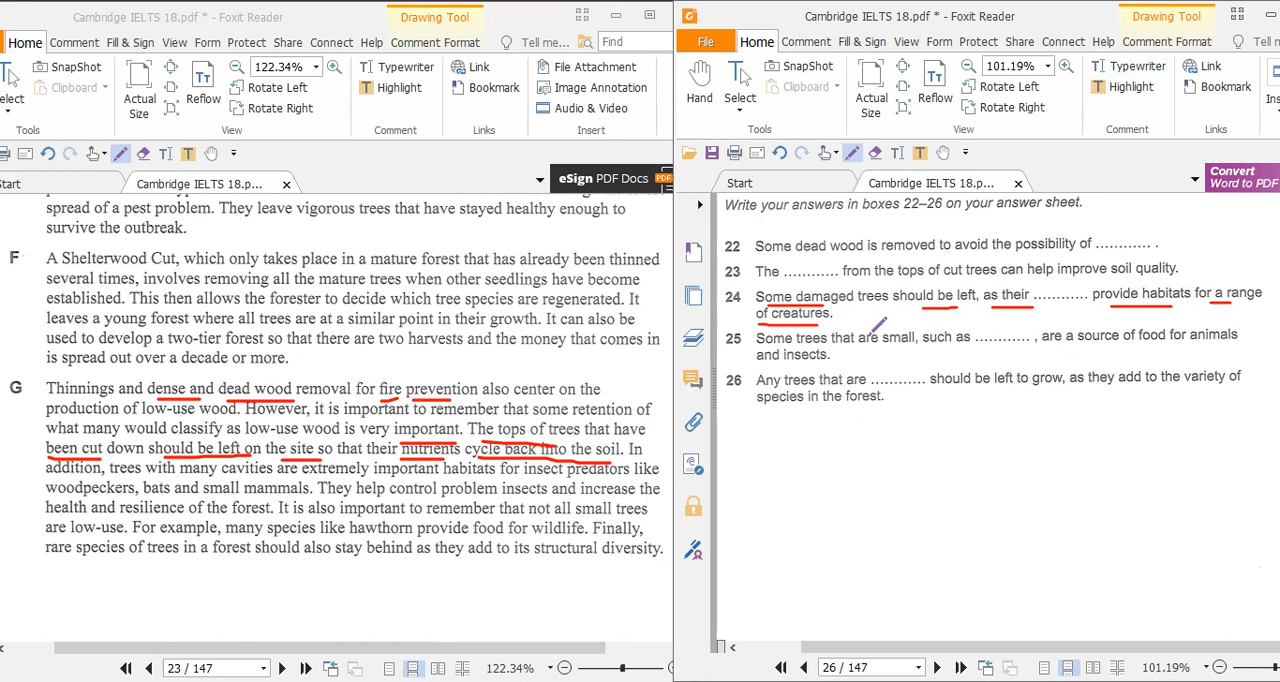 Cambridge IELTS 18.pdf * - Foxit Reader
Drawing Tool
Home Comment Fill & Sign View Form Protect Share Connect Help Comment Format Tell me... Find
SnapShot
Clipboard
elect
Tools
Actual Size
Reflow
122.34%
Rotate Left
Rotate Right
View
Typewriter
Highlight
Comment
Link
Bookmark
Links
File Attachment
Image Annotation
Audio & Video
Insert
eSign PDF Docs PDF
tart
Cambridge IELTS 18.p...
spread of a pest problem. They leave vigorous trees that have stayed healthy enough to
survive the outbreak.
F A Shelterwood Cut, which only takes place in a mature forest that has already been thinned
several times, involves removing all the mature trees when other seedlings have become
established. This then allows the forester to decide which tree species are regenerated. It
leaves a young forest where all trees are at a similar point in their growth. It can also be
used to develop a two-tier forest so that there are two harvests and the money that comes in
is spread out over a decade or more.
G Thinnings and dense and dead wood removal for fire prevention also center on the
production of low-use wood. However, it is important to remember that some retention of
what many would classify as low-use wood is very important. The tops of trees that have
been cut down should be left on the site so that their nutrients cycle back into the soil. In
addition, trees with many cavities are extremely important habitats for insect predators like
woodpeckers, bats and small mammals. They help control problem insects and increase the
health and resilience of the forest. It is also important to remember that not all small trees
are low-use. For example, many species like hawthorn provide food for wildlife. Finally,
rare species of trees in a forest should also stay behind as they add to its structural diversity.
23 / 147
122.34%
Cambridge IELTS 18.pdf * - Foxit Reader
Drawing Tool
File Home Comment Fill & Sign View Form Protect Share Connect Help Comment Format Tell
Hand
Select
SnapShot
Clipboard
Tools
Actual Size
Reflow
101.19%
Rotate Left
Rotate Right
View
Typewriter
Highlight
Comment
Link
Bookmark
Links
Ins
Convert
Word to PDF
Start
Cambridge IELTS 18.p...
Write your answers in boxes 22–26 on your answer sheet.
22 Some dead wood is removed to avoid the possibility of ............ .
23 The ............ from the tops of cut trees can help improve soil quality.
24 Some damaged trees should be left, as their ............ provide habitats for a range
of creatures.
25 Some trees that are small, such as ............ , are a source of food for animals
and insects.
26 Any trees that are ............ should be left to grow, as they add to the variety of
species in the forest.
26 / 147
101.19%